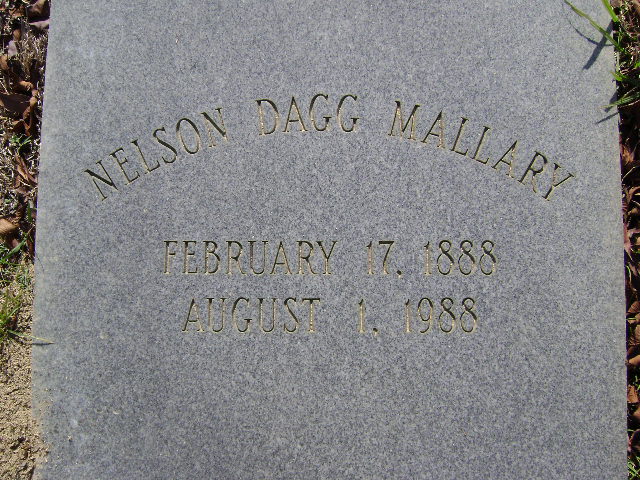 NELSON DAGG MALLARY
FEBRUARY 17, 1888
AUGUST 1, 1988